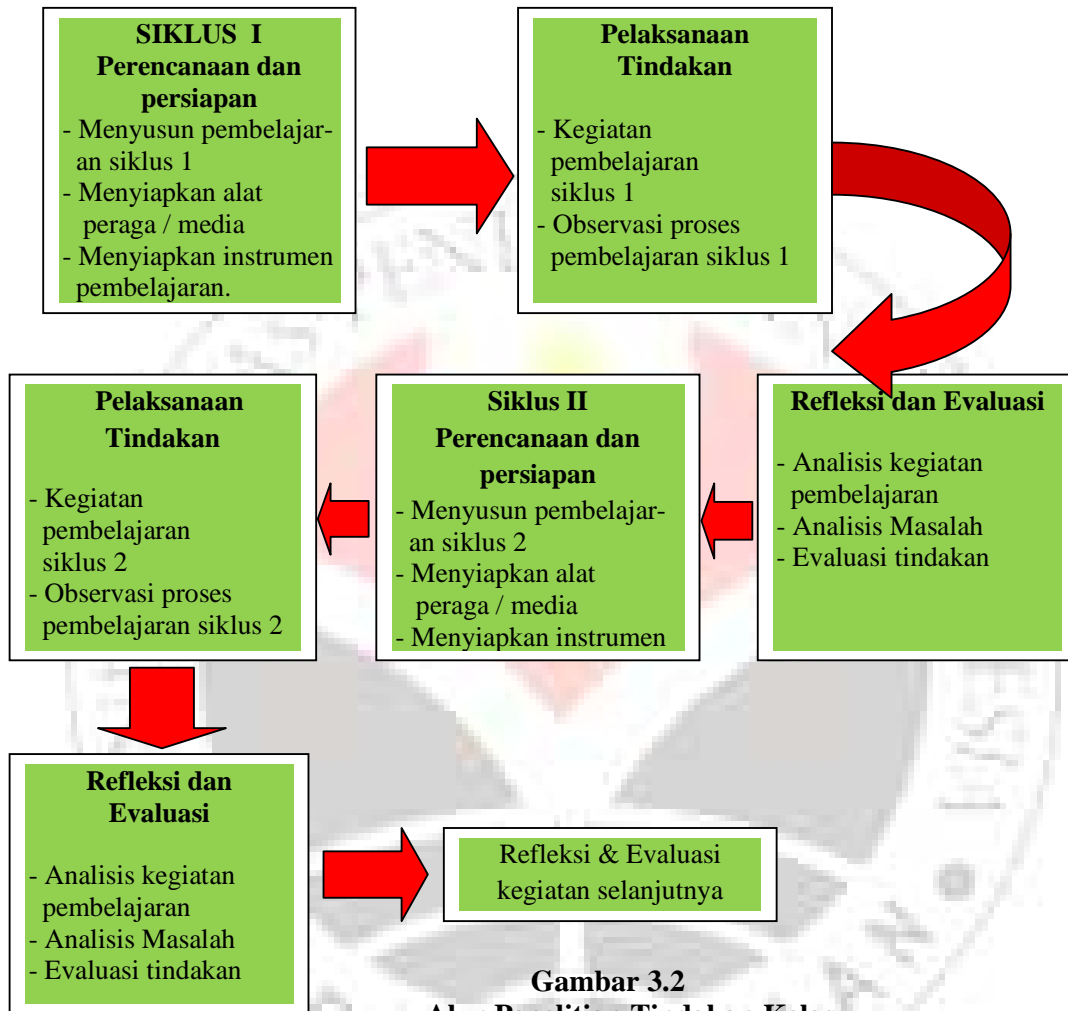 SIKLUS I
Perencanaan dan
persiapan
- Menyusun pembelajar-
an siklus 1
- Menyiapkan alat
peraga / media
- Menyiapkan instrumen
pembelajaran.
Pelaksanaan
Tindakan
- Kegiatan
pembelajaran
siklus 1
- Observasi proses
pembelajaran siklus 1
Refleksi dan Evaluasi
- Analisis kegiatan
pembelajaran
- Analisis Masalah
- Evaluasi tindakan
Siklus II
Perencanaan dan
persiapan
- Menyusun pembelajar-
an siklus 2
- Menyiapkan alat
peraga / media
- Menyiapkan instrumen
Pelaksanaan
Tindakan
- Kegiatan
pembelajaran
siklus 2
- Observasi proses
pembelajaran siklus 2
Refleksi dan
Evaluasi
- Analisis kegiatan
pembelajaran
- Analisis Masalah
- Evaluasi tindakan
Refleksi & Evaluasi
kegiatan selanjutnya
Gambar 3.2
Alur Penelitian Tindakan Kelas